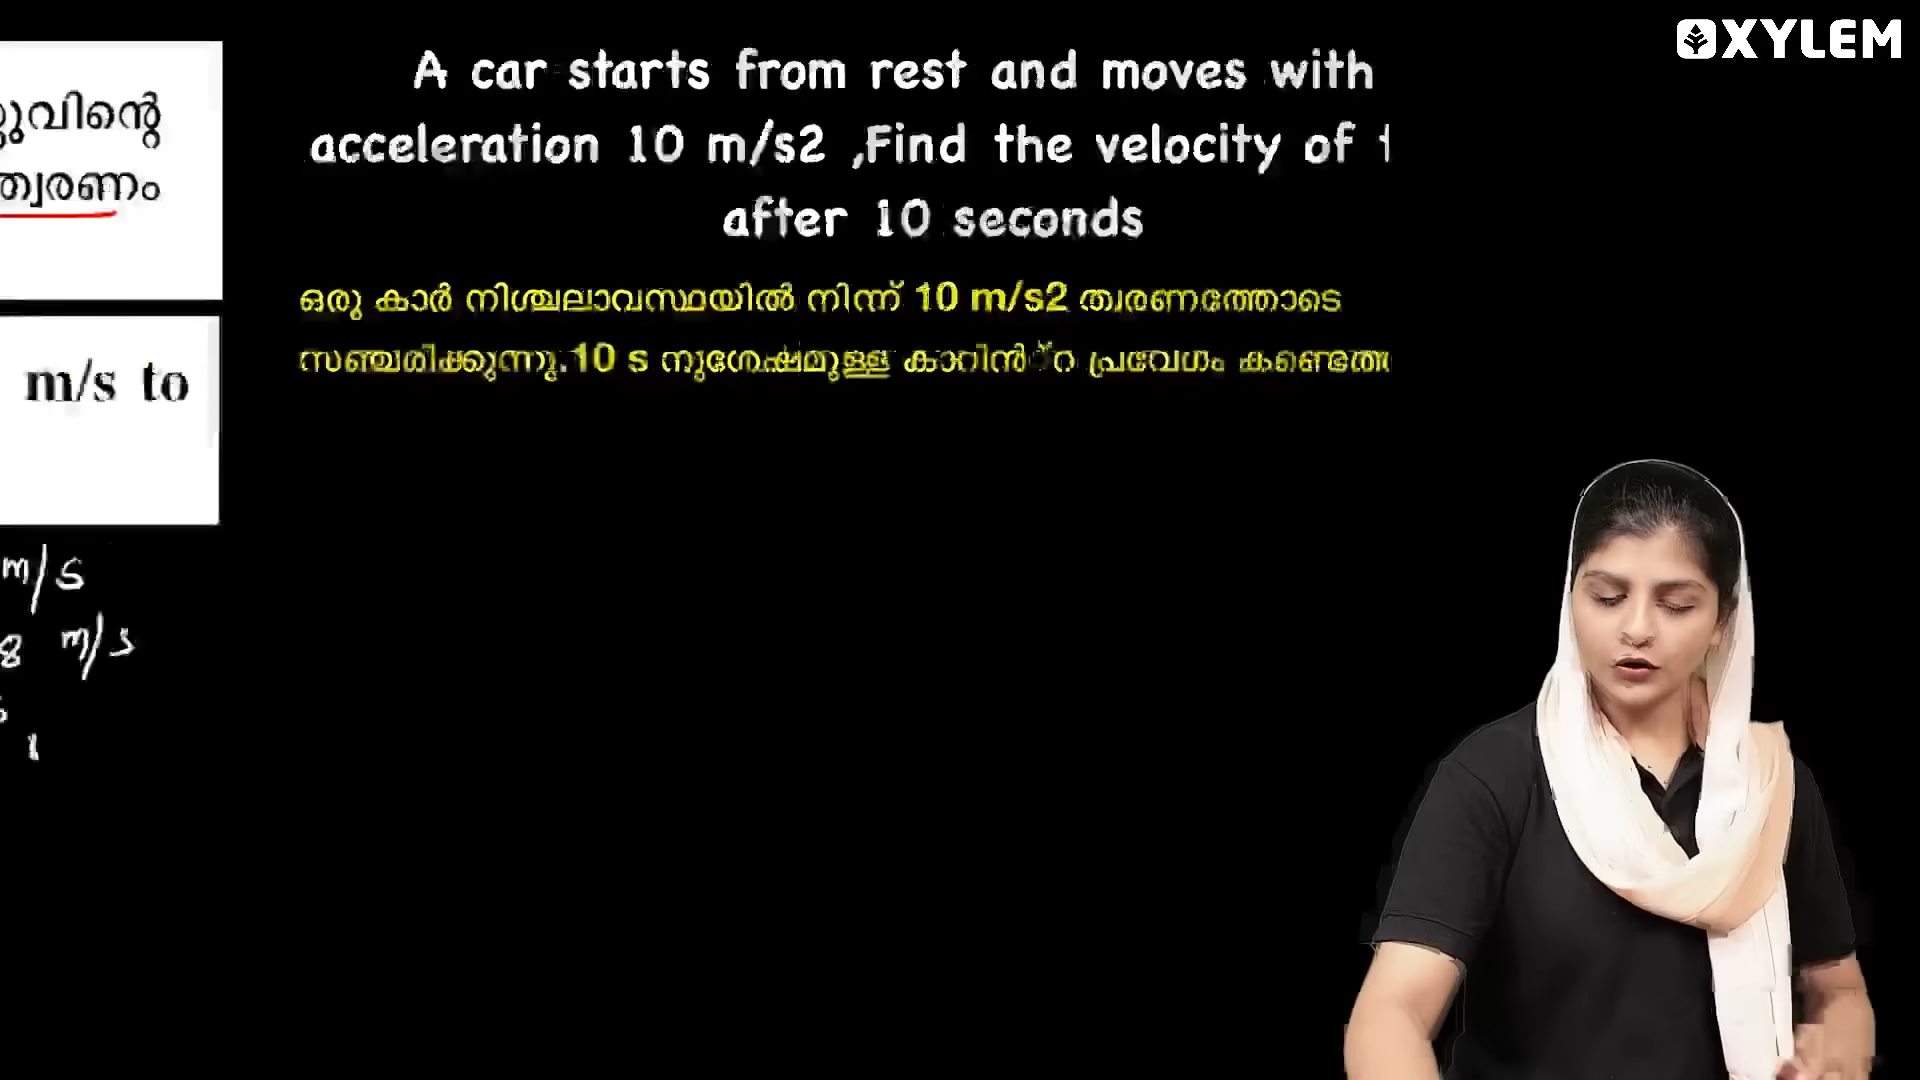 XYLEM
ുവിന്റെ
ത്വരണം
m/s to
m/s
8 m/s
1
A car starts from rest and moves with
acceleration 10 m/s2 ,Find the velocity of
after 10 seconds
ഒരു കാർ നിശ്ചലാവസ്ഥയിൽ നിന്ന് 10 m/s2 ത്വരണത്തോടെ
സഞ്ചരിക്കുന്നു.10 s നുശേഷമുള്ള കാറിൻ്റ പ്രവേഗം